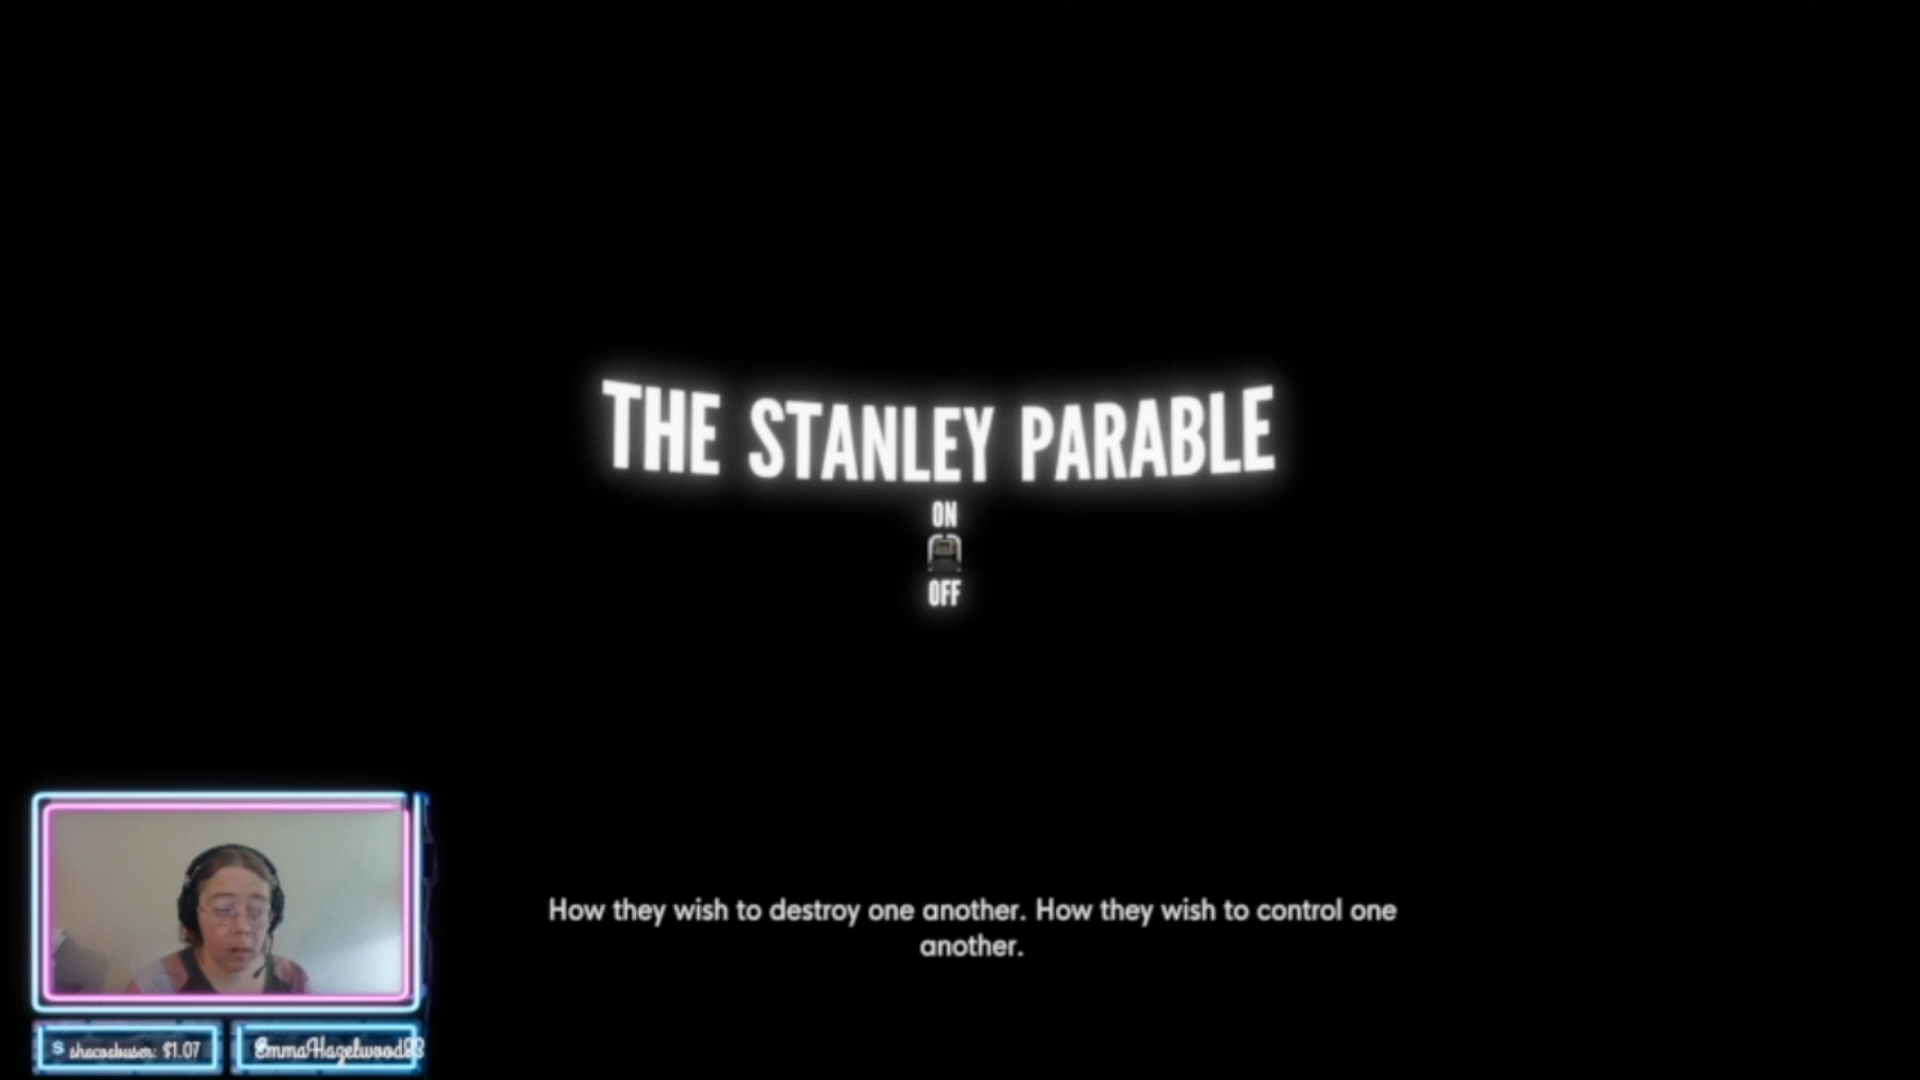 THE STANLEY PARABLE
ON
OFF
How they wish to destroy one another. How they wish to control one
another.
$1.07
EmmaHazelwood83